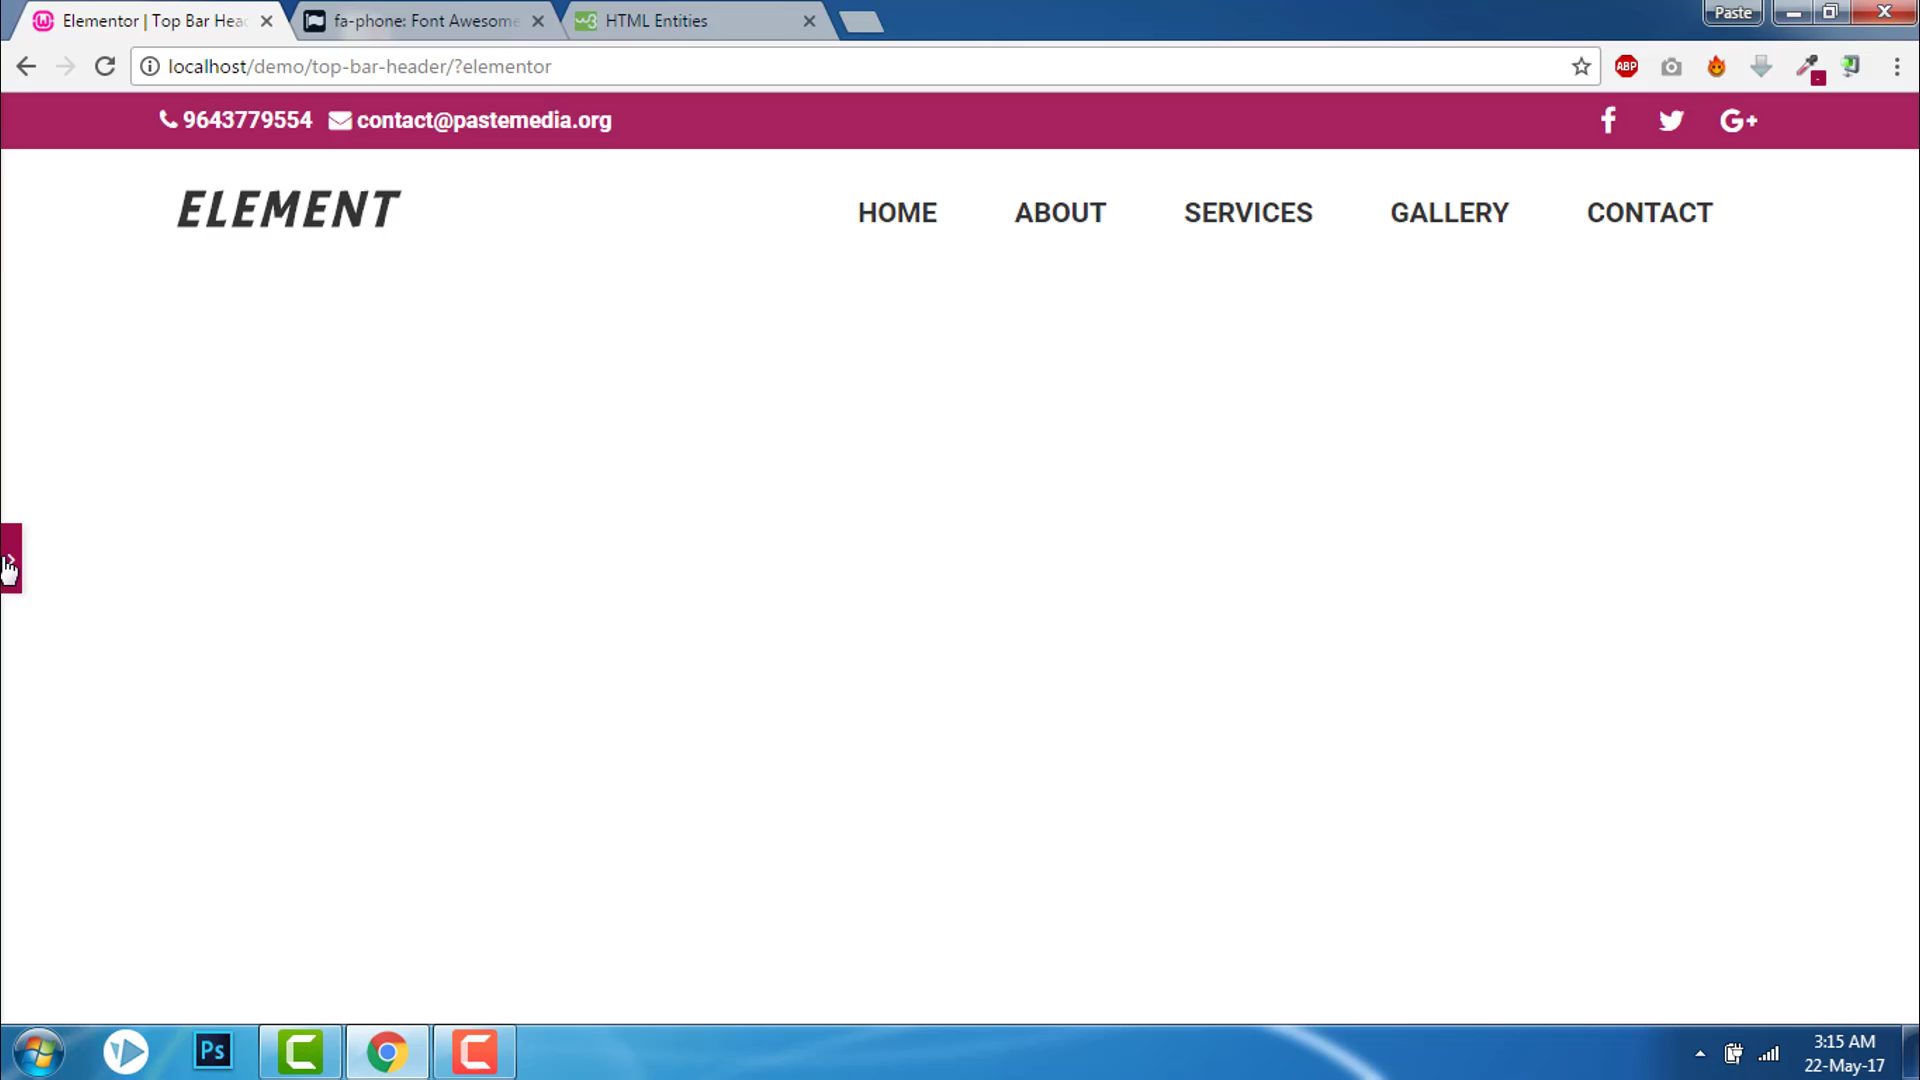 Elementor | Top Bar Hea
fa-phone: Font Awesome
HTML Entities
Paste
localhost/demo/top-bar-header/?elementor
ABP
9643779554 contact@pastemedia.org
G+
ELEMENT
HOME ABOUT SERVICES GALLERY CONTACT
Ps
3:15 AM
22-May-17